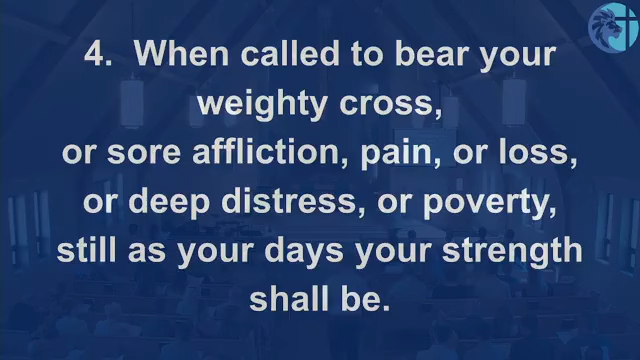 4. When called to bear your
weighty cross,
or sore affliction, pain, or loss,
or deep distress, or poverty,
still as your days your strength
shall be.